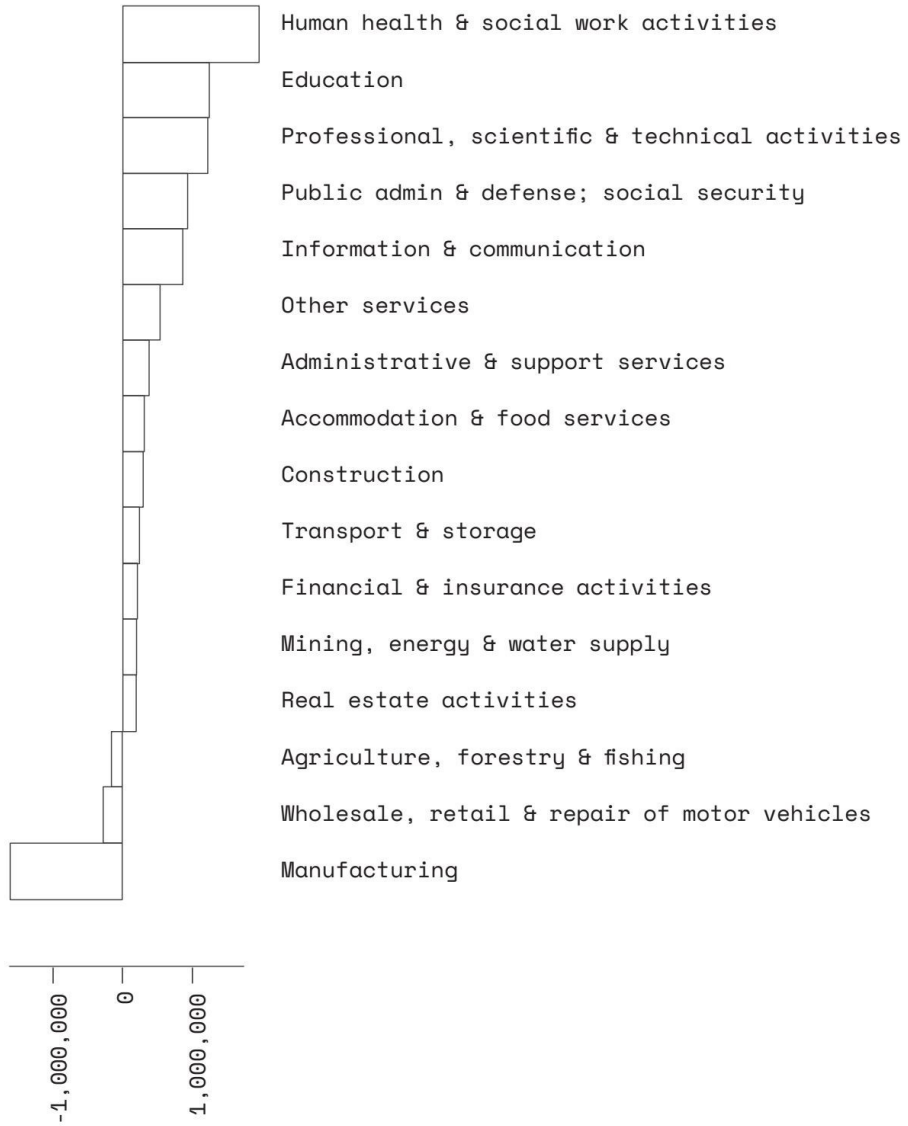 Human health & social work activities
Education
Professional, scientific & technical activities
Public admin & defense; social security
Information & communication
Other services
Administrative & support services
Accommodation & food services
Construction
Transport & storage
Financial & insurance activities
Mining, energy & water supply
Real estate activities
Agriculture, forestry & fishing
Wholesale, retail & repair of motor vehicles
Manufacturing
-1,000,000
0
1,000,000